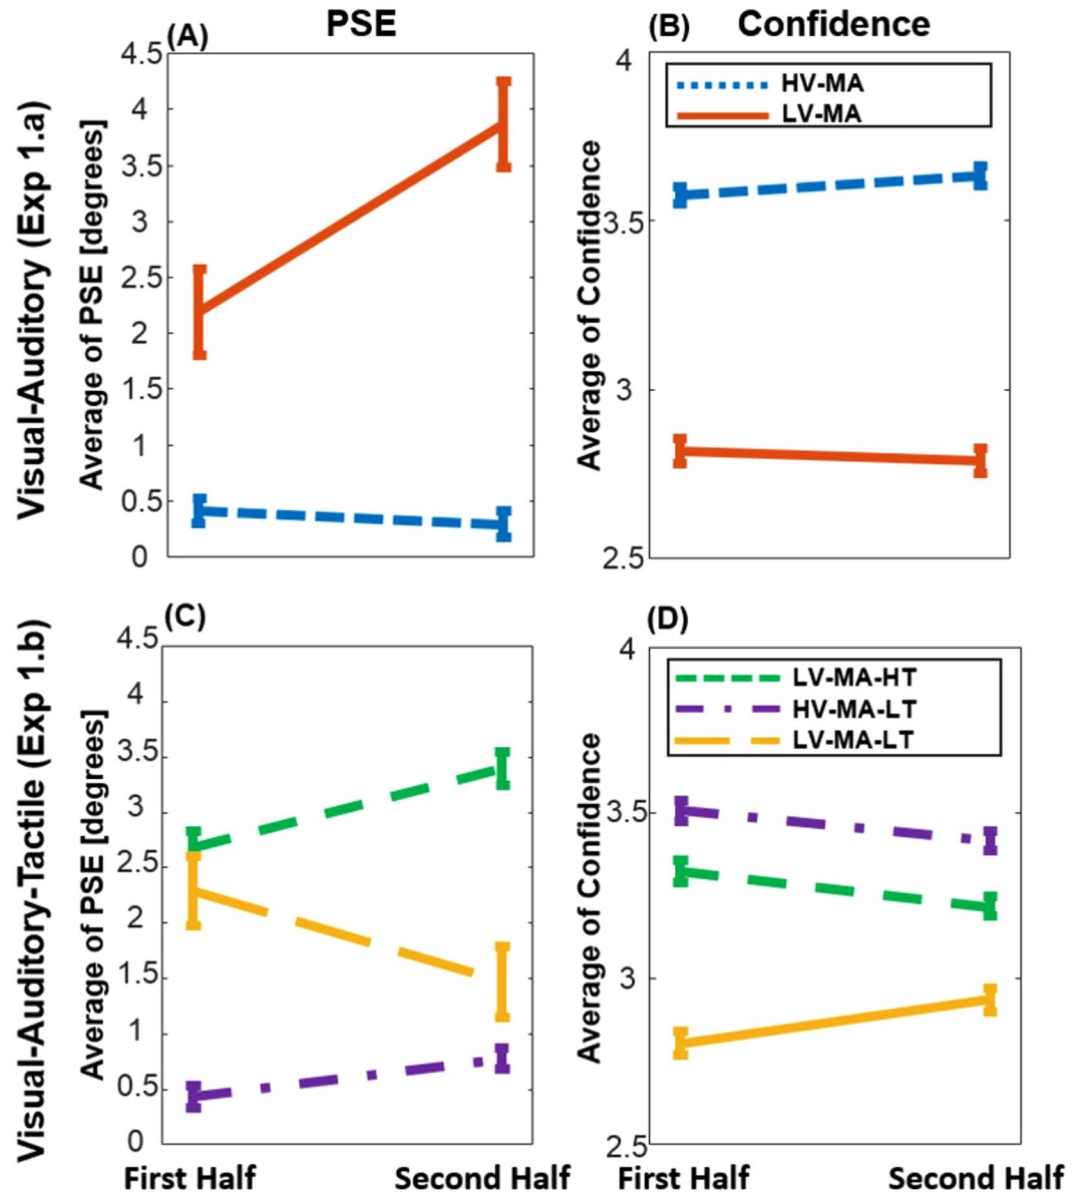 PSE
Confidence
(A)
(B)
Visual-Auditory (Exp 1.a)
Average of PSE [degrees]
4.5
4
3.5
3
2.5
2
1.5
1
0.5
0
Average of Confidence
4
3.5
3
2.5
HV-MA
LV-MA
(C)
(D)
Visual-Auditory-Tactile (Exp 1.b)
Average of PSE [degrees]
4.5
4
3.5
3
2.5
2
1.5
1
0.5
0
First Half
Second Half
Average of Confidence
4
3.5
3
2.5
LV-MA-HT
HV-MA-LT
LV-MA-LT
First Half
Second Half